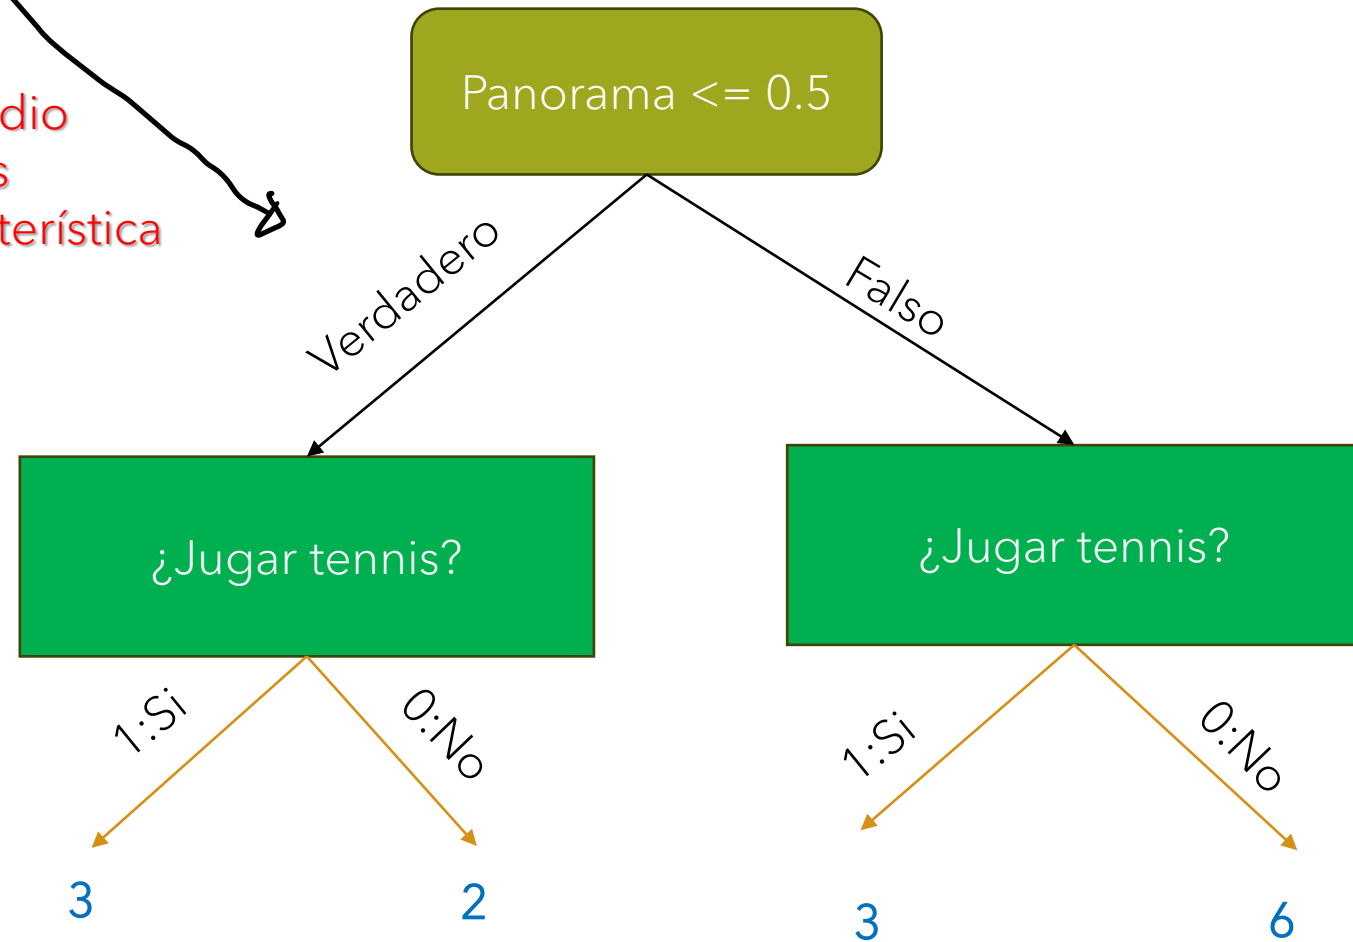 Panorama <= 0.5
dio
s
terística
Verdadero
Falso
¿Jugar tennis?
¿Jugar tennis?
1:Si
0:No
1:Si
0:No
3
2
3
6